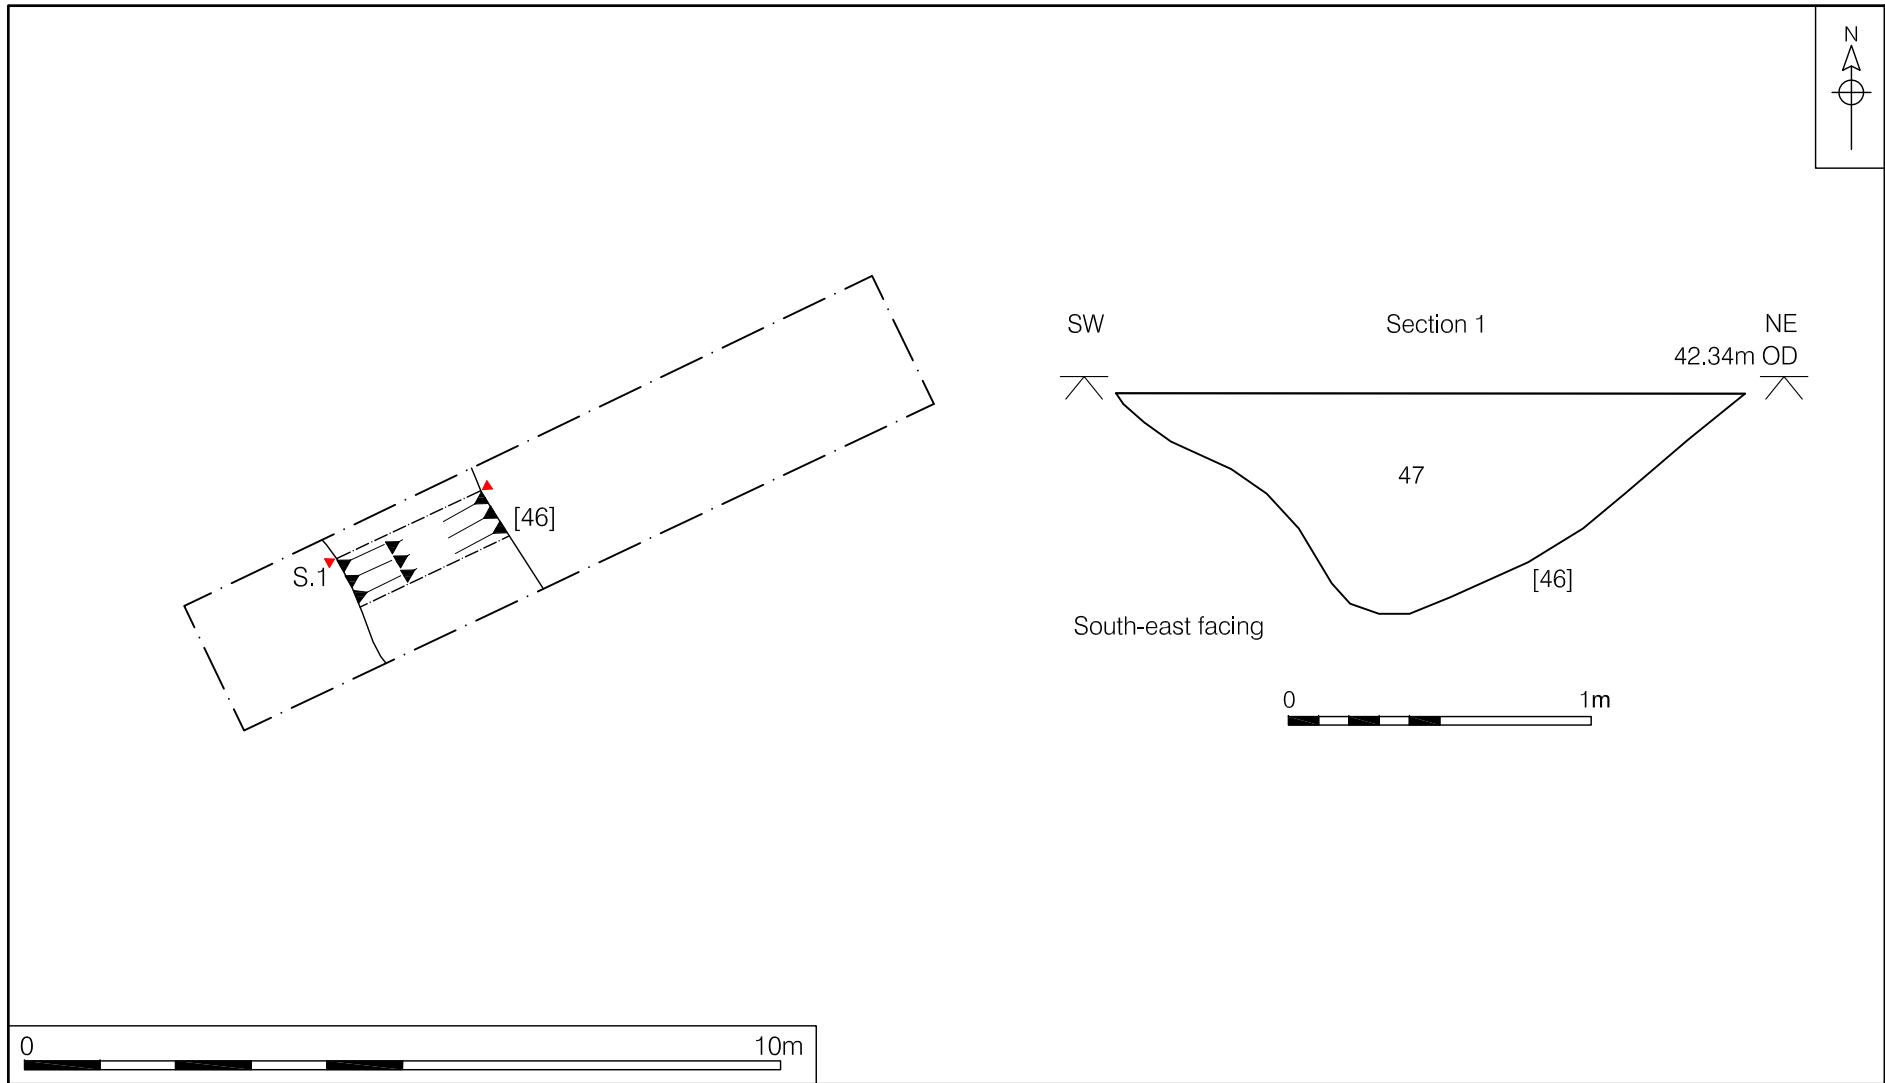 N
SW
Section 1
NE
42.34m OD
47
[46]
South-east facing
0 1m
[46]
S.1
0 10m